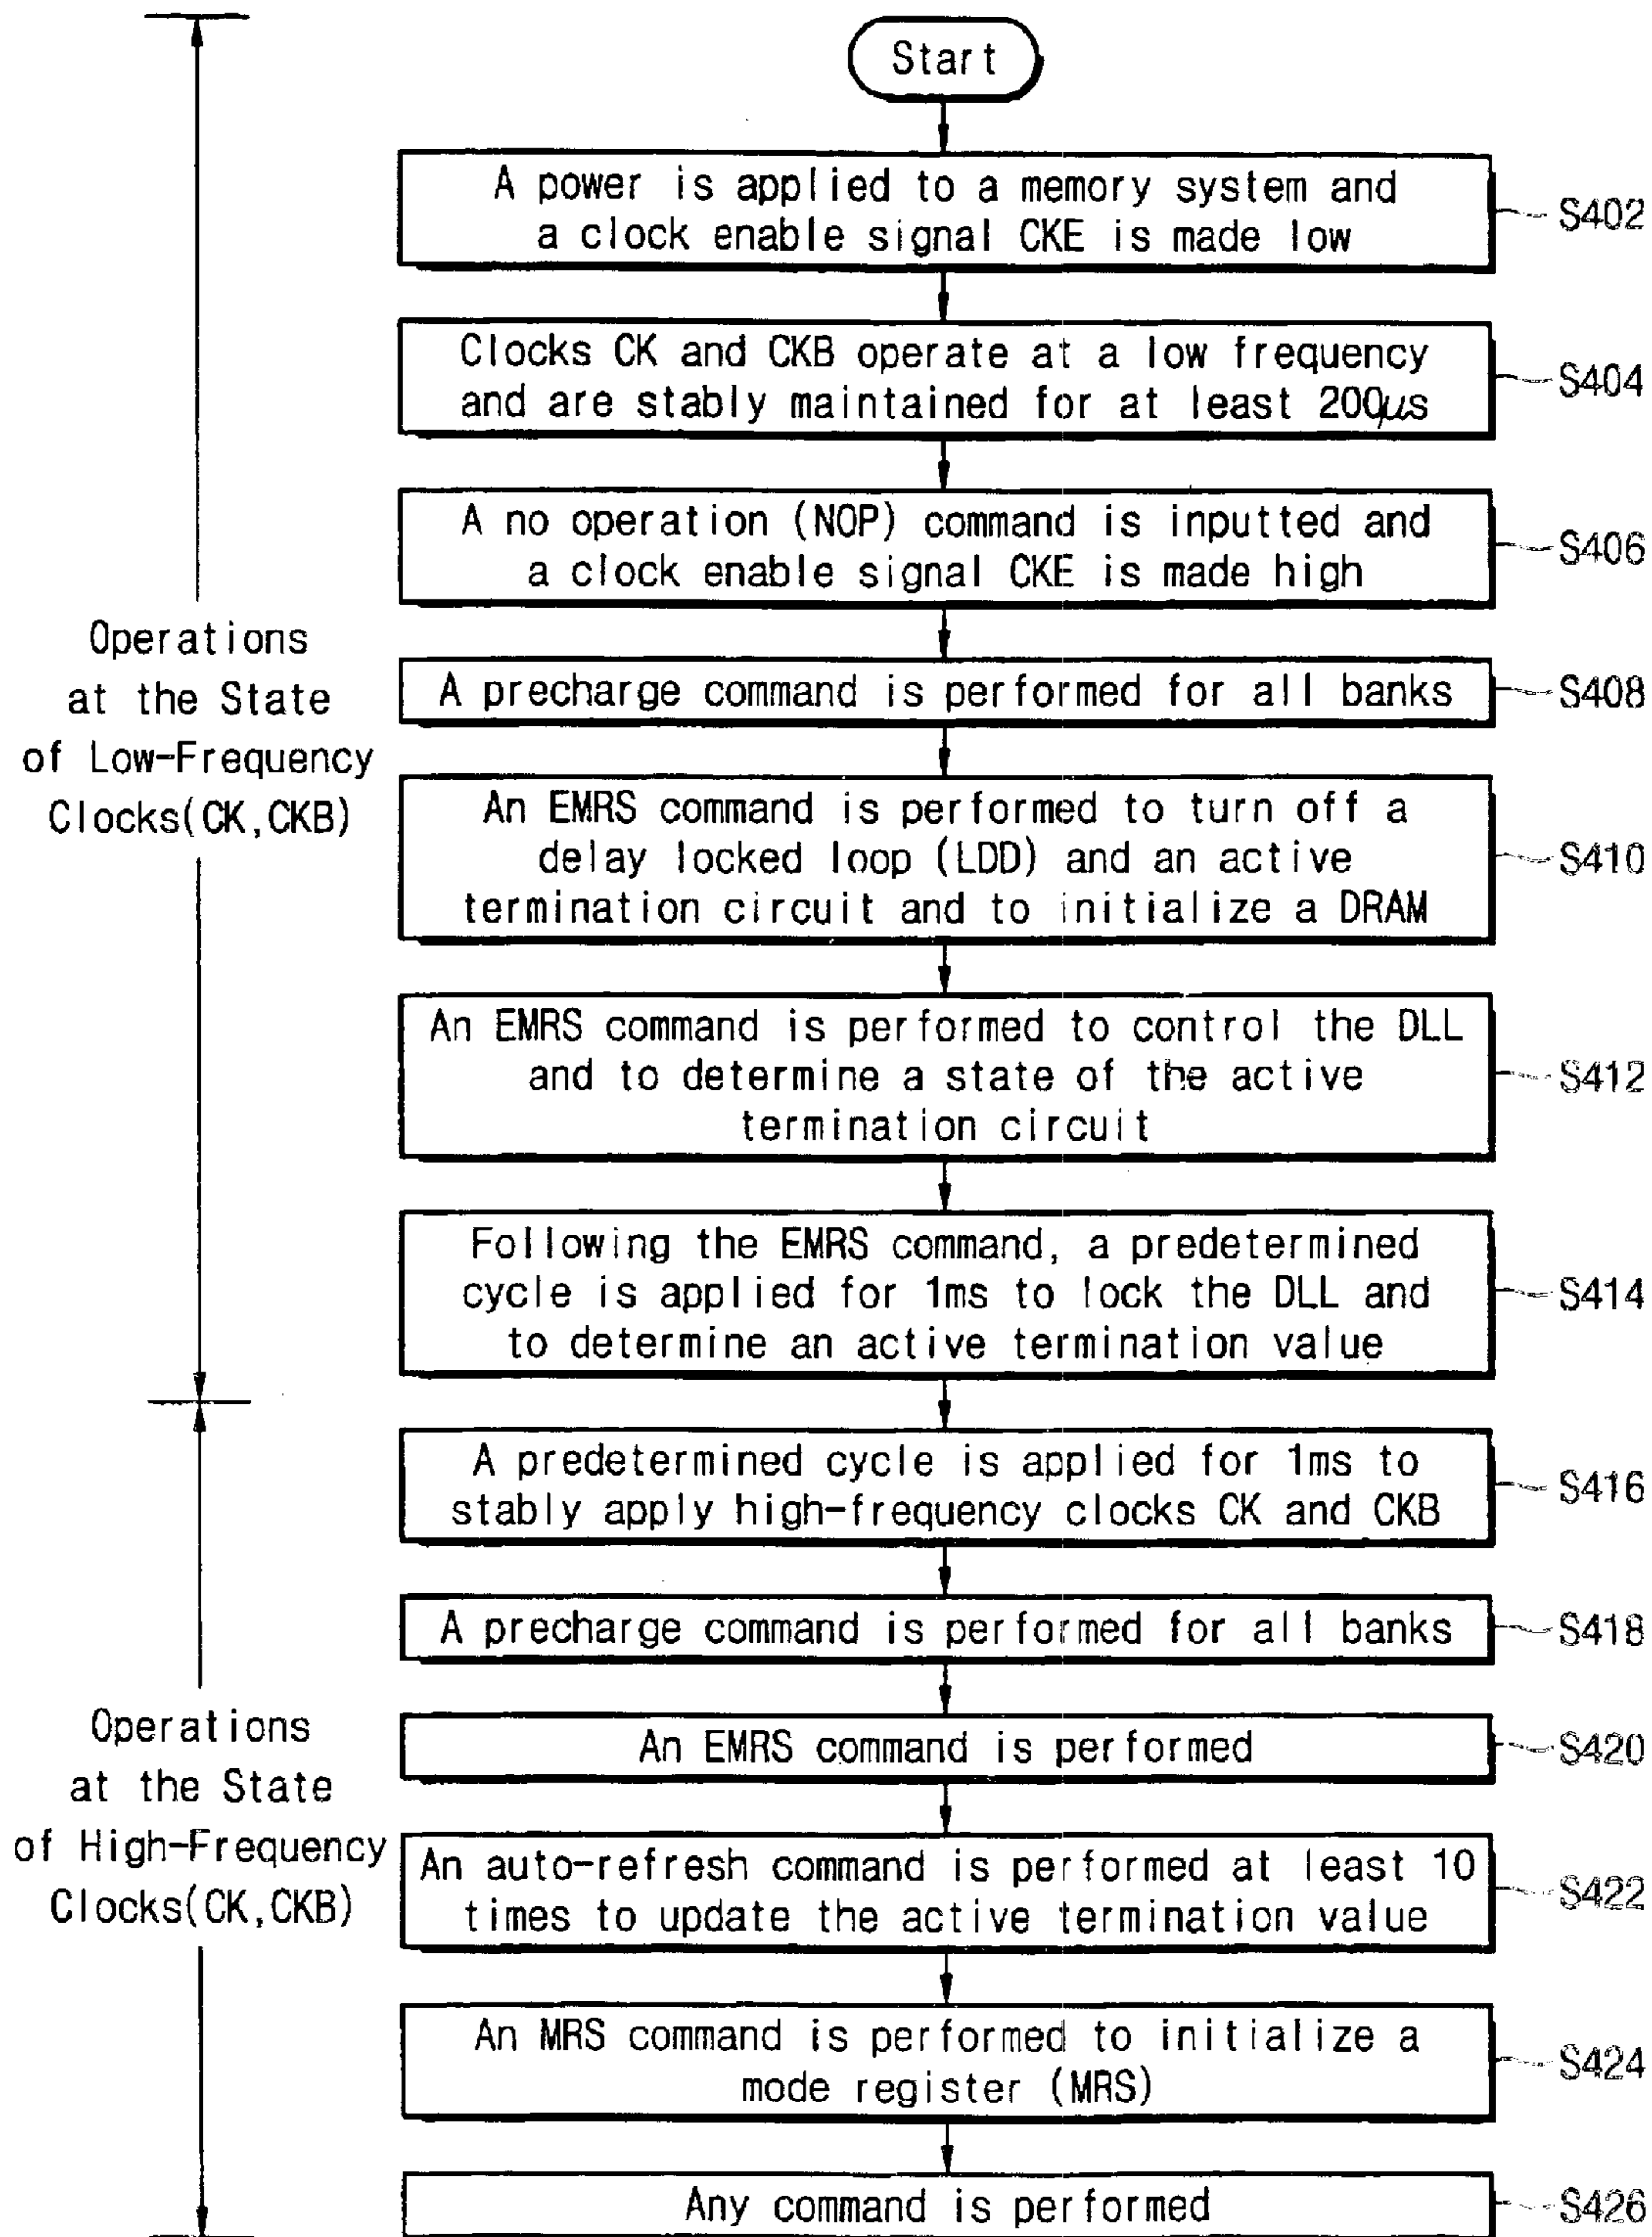 Start
A power is applied to a memory system and
a clock enable signal CKE is made low
S402
Clocks CK and CKB operate at a low frequency
and are stably maintained for at least 200μs
S404
A no operation (NOP) command is inputted and
a clock enable signal CKE is made high
S406
Operations
at the State
of Low-Frequency
Clocks(CK,CKB)
A precharge command is performed for all banks
S408
An EMRS command is performed to turn off a
delay locked loop (LDD) and an active
termination circuit and to initialize a DRAM
S410
An EMRS command is performed to control the DLL
and to determine a state of the active
termination circuit
S412
Following the EMRS command, a predetermined
cycle is applied for 1ms to lock the DLL and
to determine an active termination value
S414
A predetermined cycle is applied for 1ms to
stably apply high-frequency clocks CK and CKB
S416
A precharge command is performed for all banks
S418
Operations
at the State
of High-Frequency
Clocks(CK,CKB)
An EMRS command is performed
S420
An auto-refresh command is performed at least 10
times to update the active termination value
S422
An MRS command is performed to initialize a
mode register (MRS)
S424
Any command is performed
S426